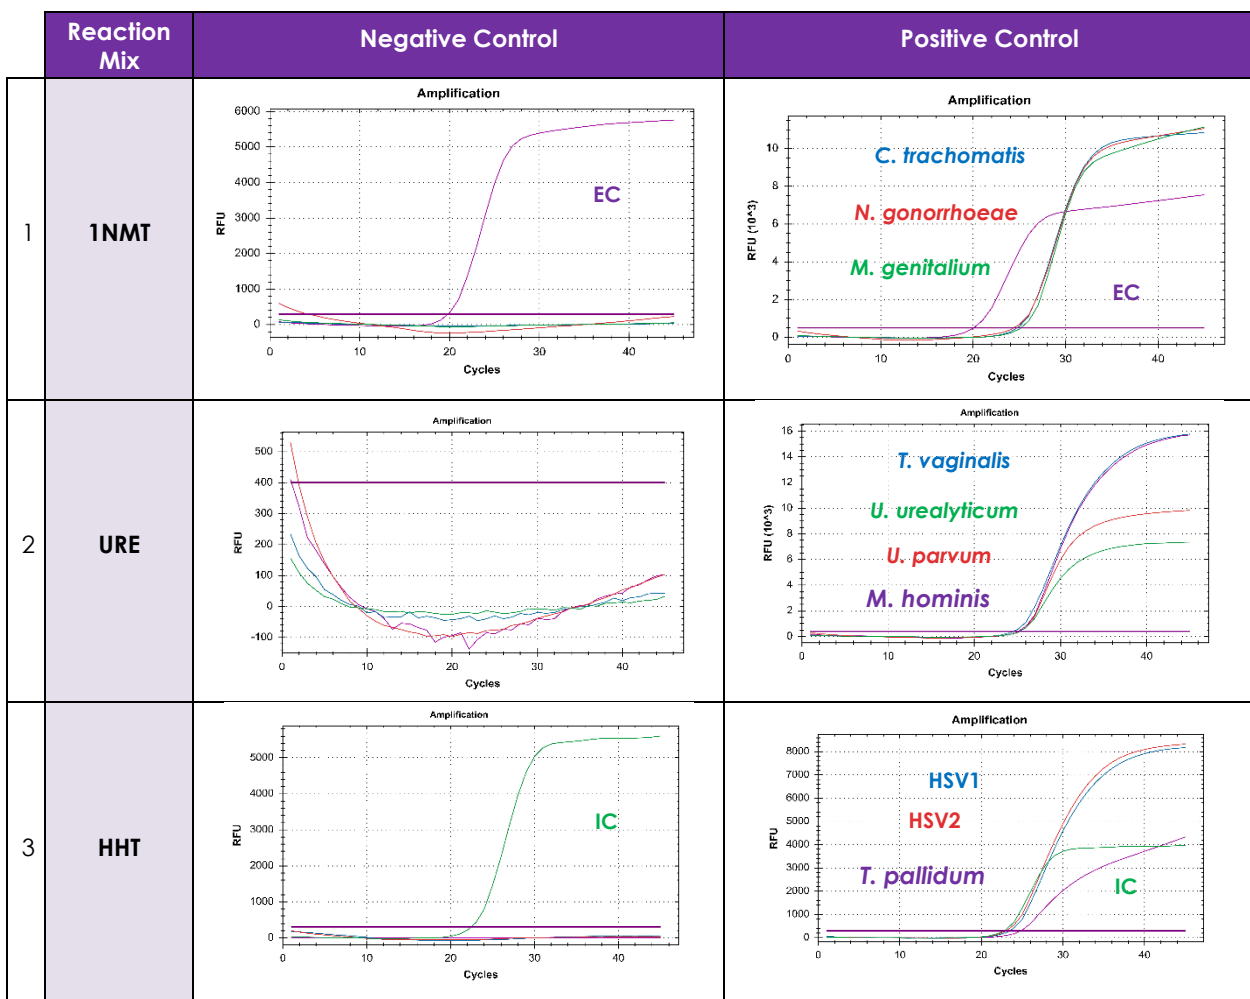 Reaction Mix
Negative Control
Positive Control
1
1NMT
Amplification
6000
5000
4000
3000
2000
1000
0
RFU
EC
0
10
20
30
40
Cycles
Amplification
10
8
6
4
2
0
RFU (10^3)
C. trachomatis
N. gonorrhoeae
M. genitalium
EC
0
10
20
30
40
Cycles
2
URE
Amplification
500
400
300
200
100
0
-100
RFU
0
10
20
30
40
Cycles
Amplification
16
14
12
10
8
6
4
2
0
RFU (10^3)
T. vaginalis
U. urealyticum
U. parvum
M. hominis
0
10
20
30
40
Cycles
3
HHT
Amplification
5000
4000
3000
2000
1000
0
RFU
IC
0
10
20
30
40
Cycles
Amplification
8000
7000
6000
5000
4000
3000
2000
1000
0
RFU
HSV1
HSV2
T. pallidum
IC
0
10
20
30
40
Cycles